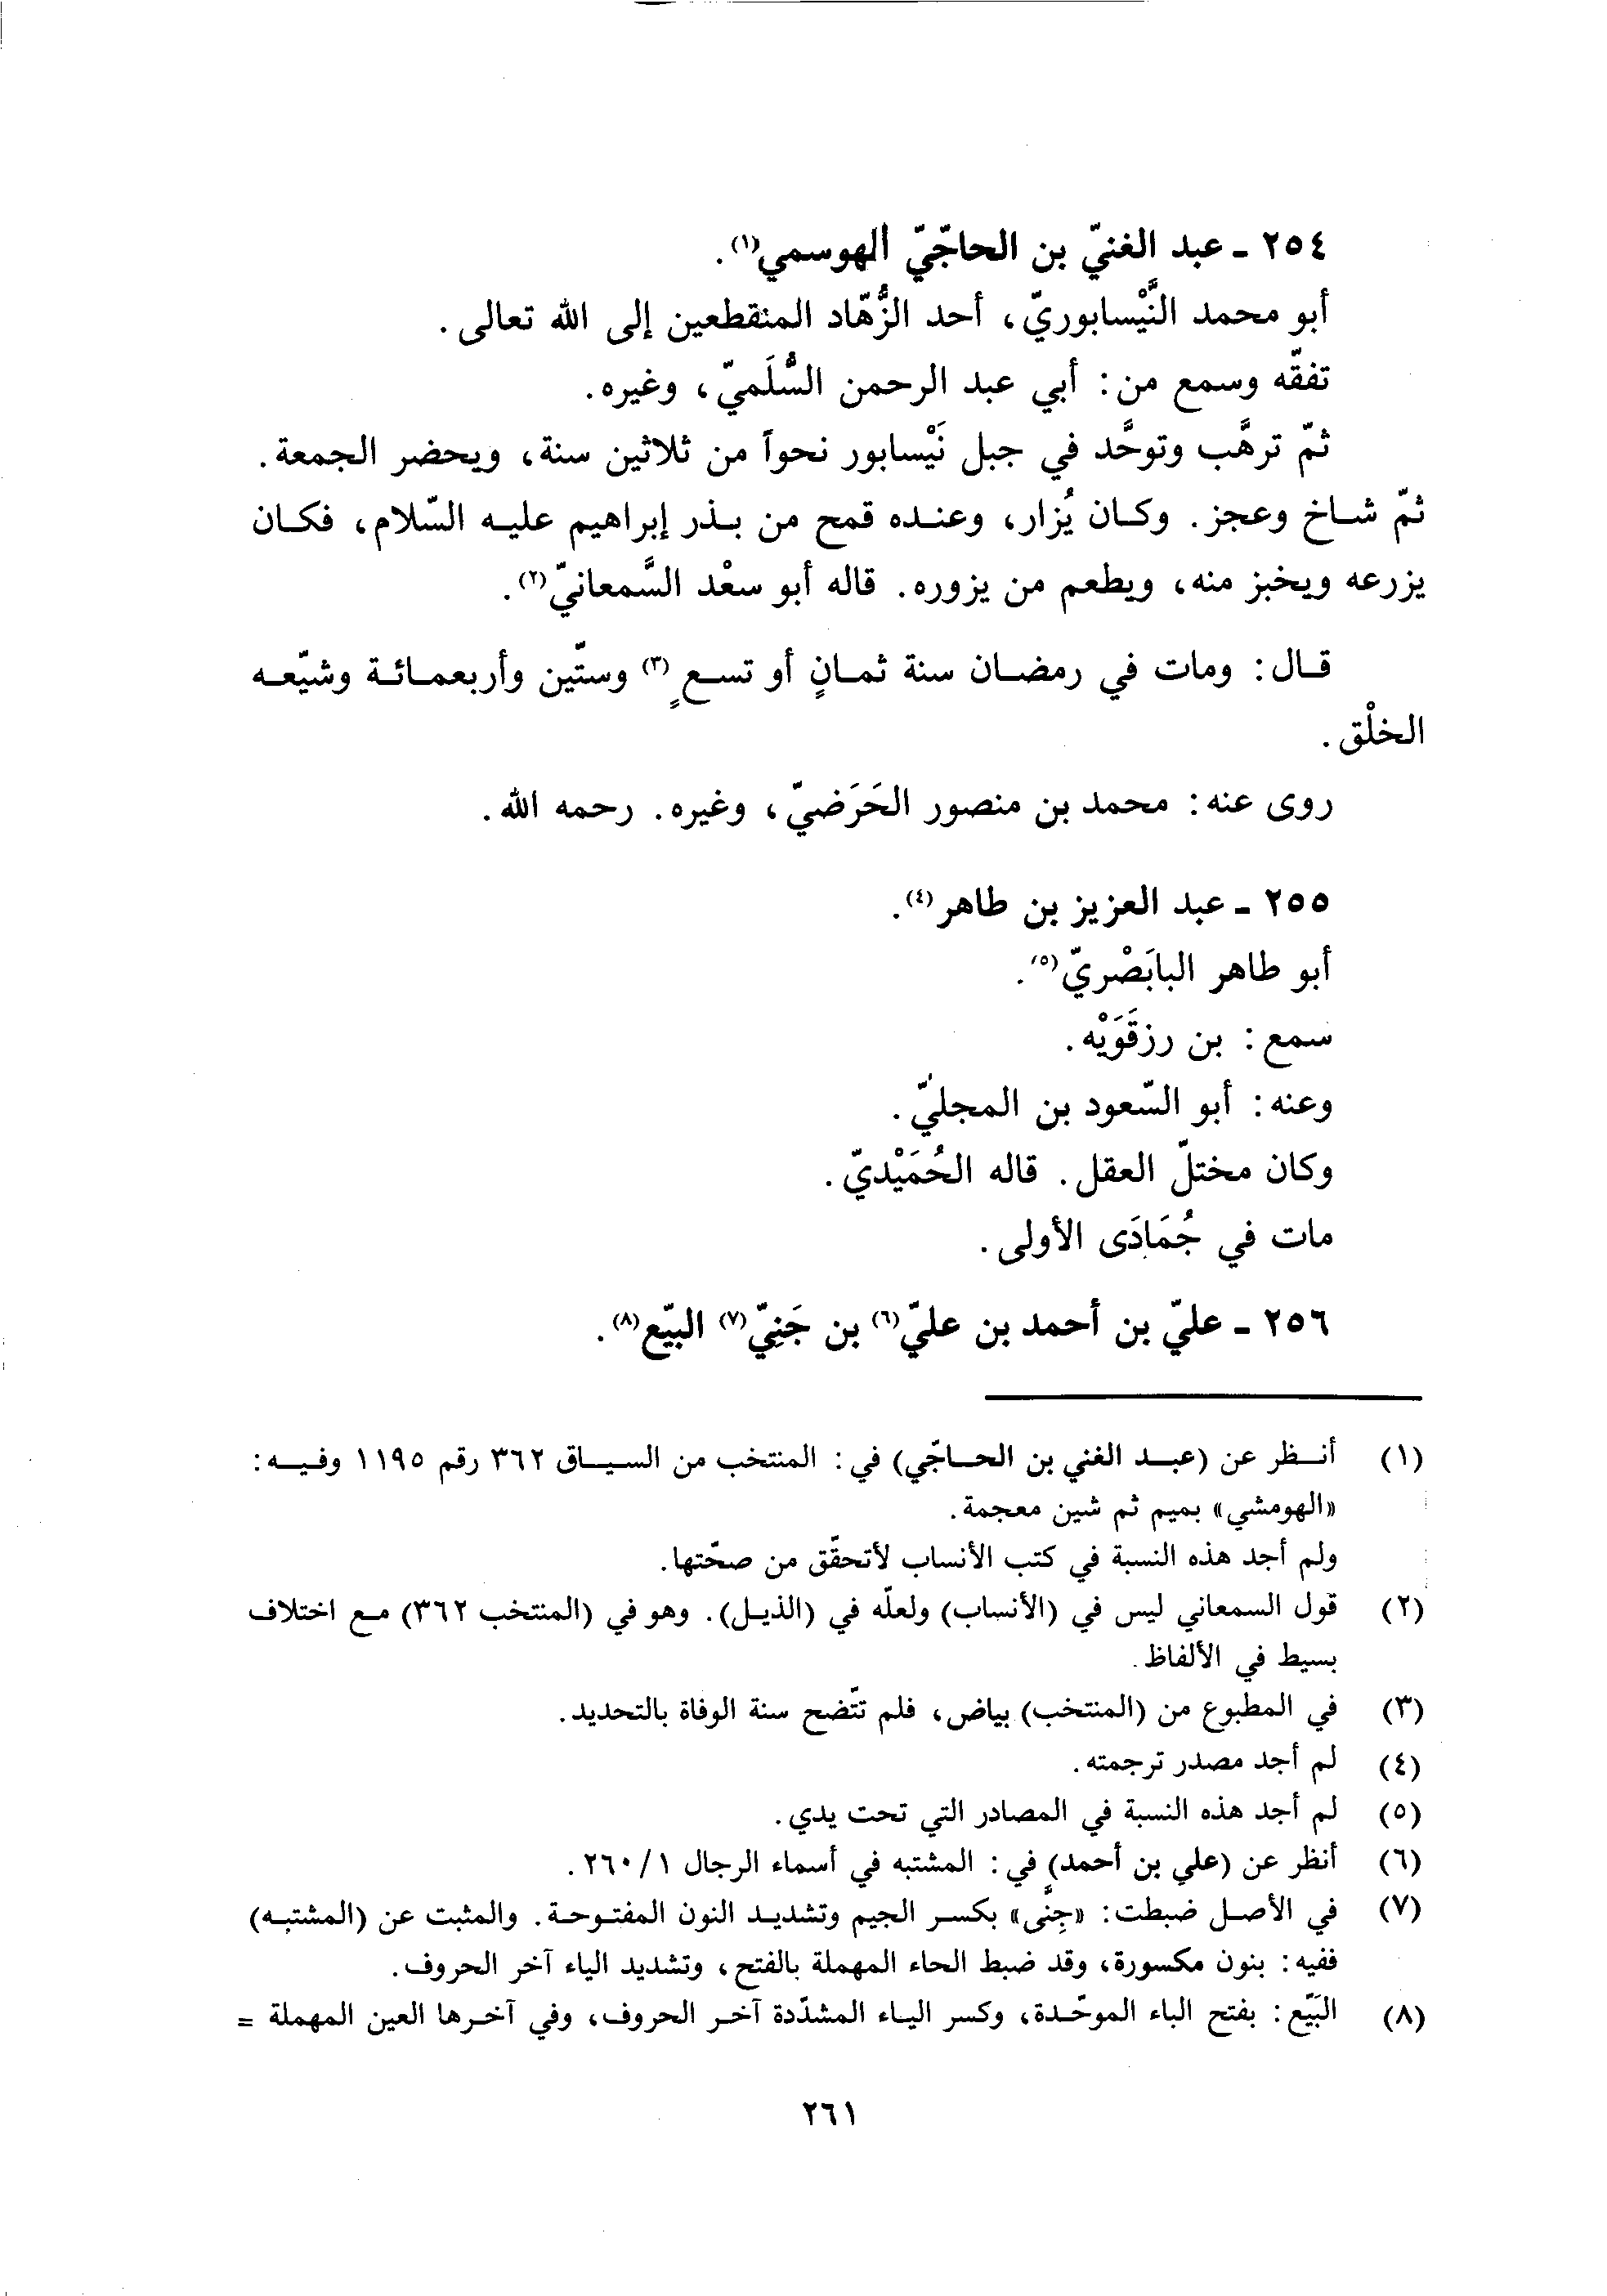 ٢٥٤ ـ عبد الغنيّ بن الحاجّيّ الهوسمي(١).
أبو محمد النَّيْسابوريّ، أحد الزُّهّاد المنقطعين إلى الله تعالى.
تفقّه وسمع من: أبي عبد الرحمن السُّلَميّ، وغيره.
ثمّ ترهَّب وتوحَّد في جبل نَيْسابور نحواً من ثلاثين سنة، ويحضر الجمعة.
ثمّ شاخ وعجز. وكان يُزار، وعنده قمح من بذر إبراهيم عليه السّلام، فكان
يزرعه ويخبز منه، ويطعم من يزوره. قاله أبو سعْد السَّمعانيّ(٢).
قال: ومات في رمضان سنة ثمانٍ أو تسعٍ(٣) وستّين وأربعمائة وشيّعه
الخلْق.
روى عنه: محمد بن منصور الحَرَضيّ، وغيره. رحمه الله.
٢٥٥ ـ عبد العزيز بن طاهر(٤).
أبو طاهر البابَصْريّ(٥).
سمع: بن رزقَوَيْه.
وعنه: أبو السّعود بن المجليّ.
وكان مختلّ العقل. قاله الحُمَيْديّ.
مات في جُمَادَى الأولى.
٢٥٦ ـ عليّ بن أحمد بن عليّ(٦) بن جَنِيّ(٧) البيّع(٨).
(١) أنظر عن (عبد الغني بن الحاجّي) في: المنتخب من السياق ٣٦٢ رقم ١١٩٥ وفيه:
«الهومشي» بميم ثم شين معجمة.
ولم أجد هذه النسبة في كتب الأنساب لأتحقّق من صحّتها.
(٢) قول السمعاني ليس في (الأنساب) ولعلّه في (الذيل). وهو في (المنتخب ٣٦٢) مع اختلاف
بسيط في الألفاظ.
(٣) في المطبوع من (المنتخب) بياض، فلم تتّضح سنة الوفاة بالتحديد.
(٤) لم أجد مصدر ترجمته.
(٥) لم أجد هذه النسبة في المصادر التي تحت يدي.
(٦) أنظر عن (علي بن أحمد) في: المشتبه في أسماء الرجال ١/ ٢٦٠.
(٧) في الأصل ضبطت: «جِنَّى» بكسر الجيم وتشديد النون المفتوحة. والمثبت عن (المشتبه)
ففيه: بنون مكسورة، وقد ضبط الحاء المهملة بالفتح، وتشديد الياء آخر الحروف.
(٨) البَيّع: بفتح الباء الموحّدة، وكسر الياء المشدّدة آخر الحروف، وفي آخرها العين المهملة =
٢٦١